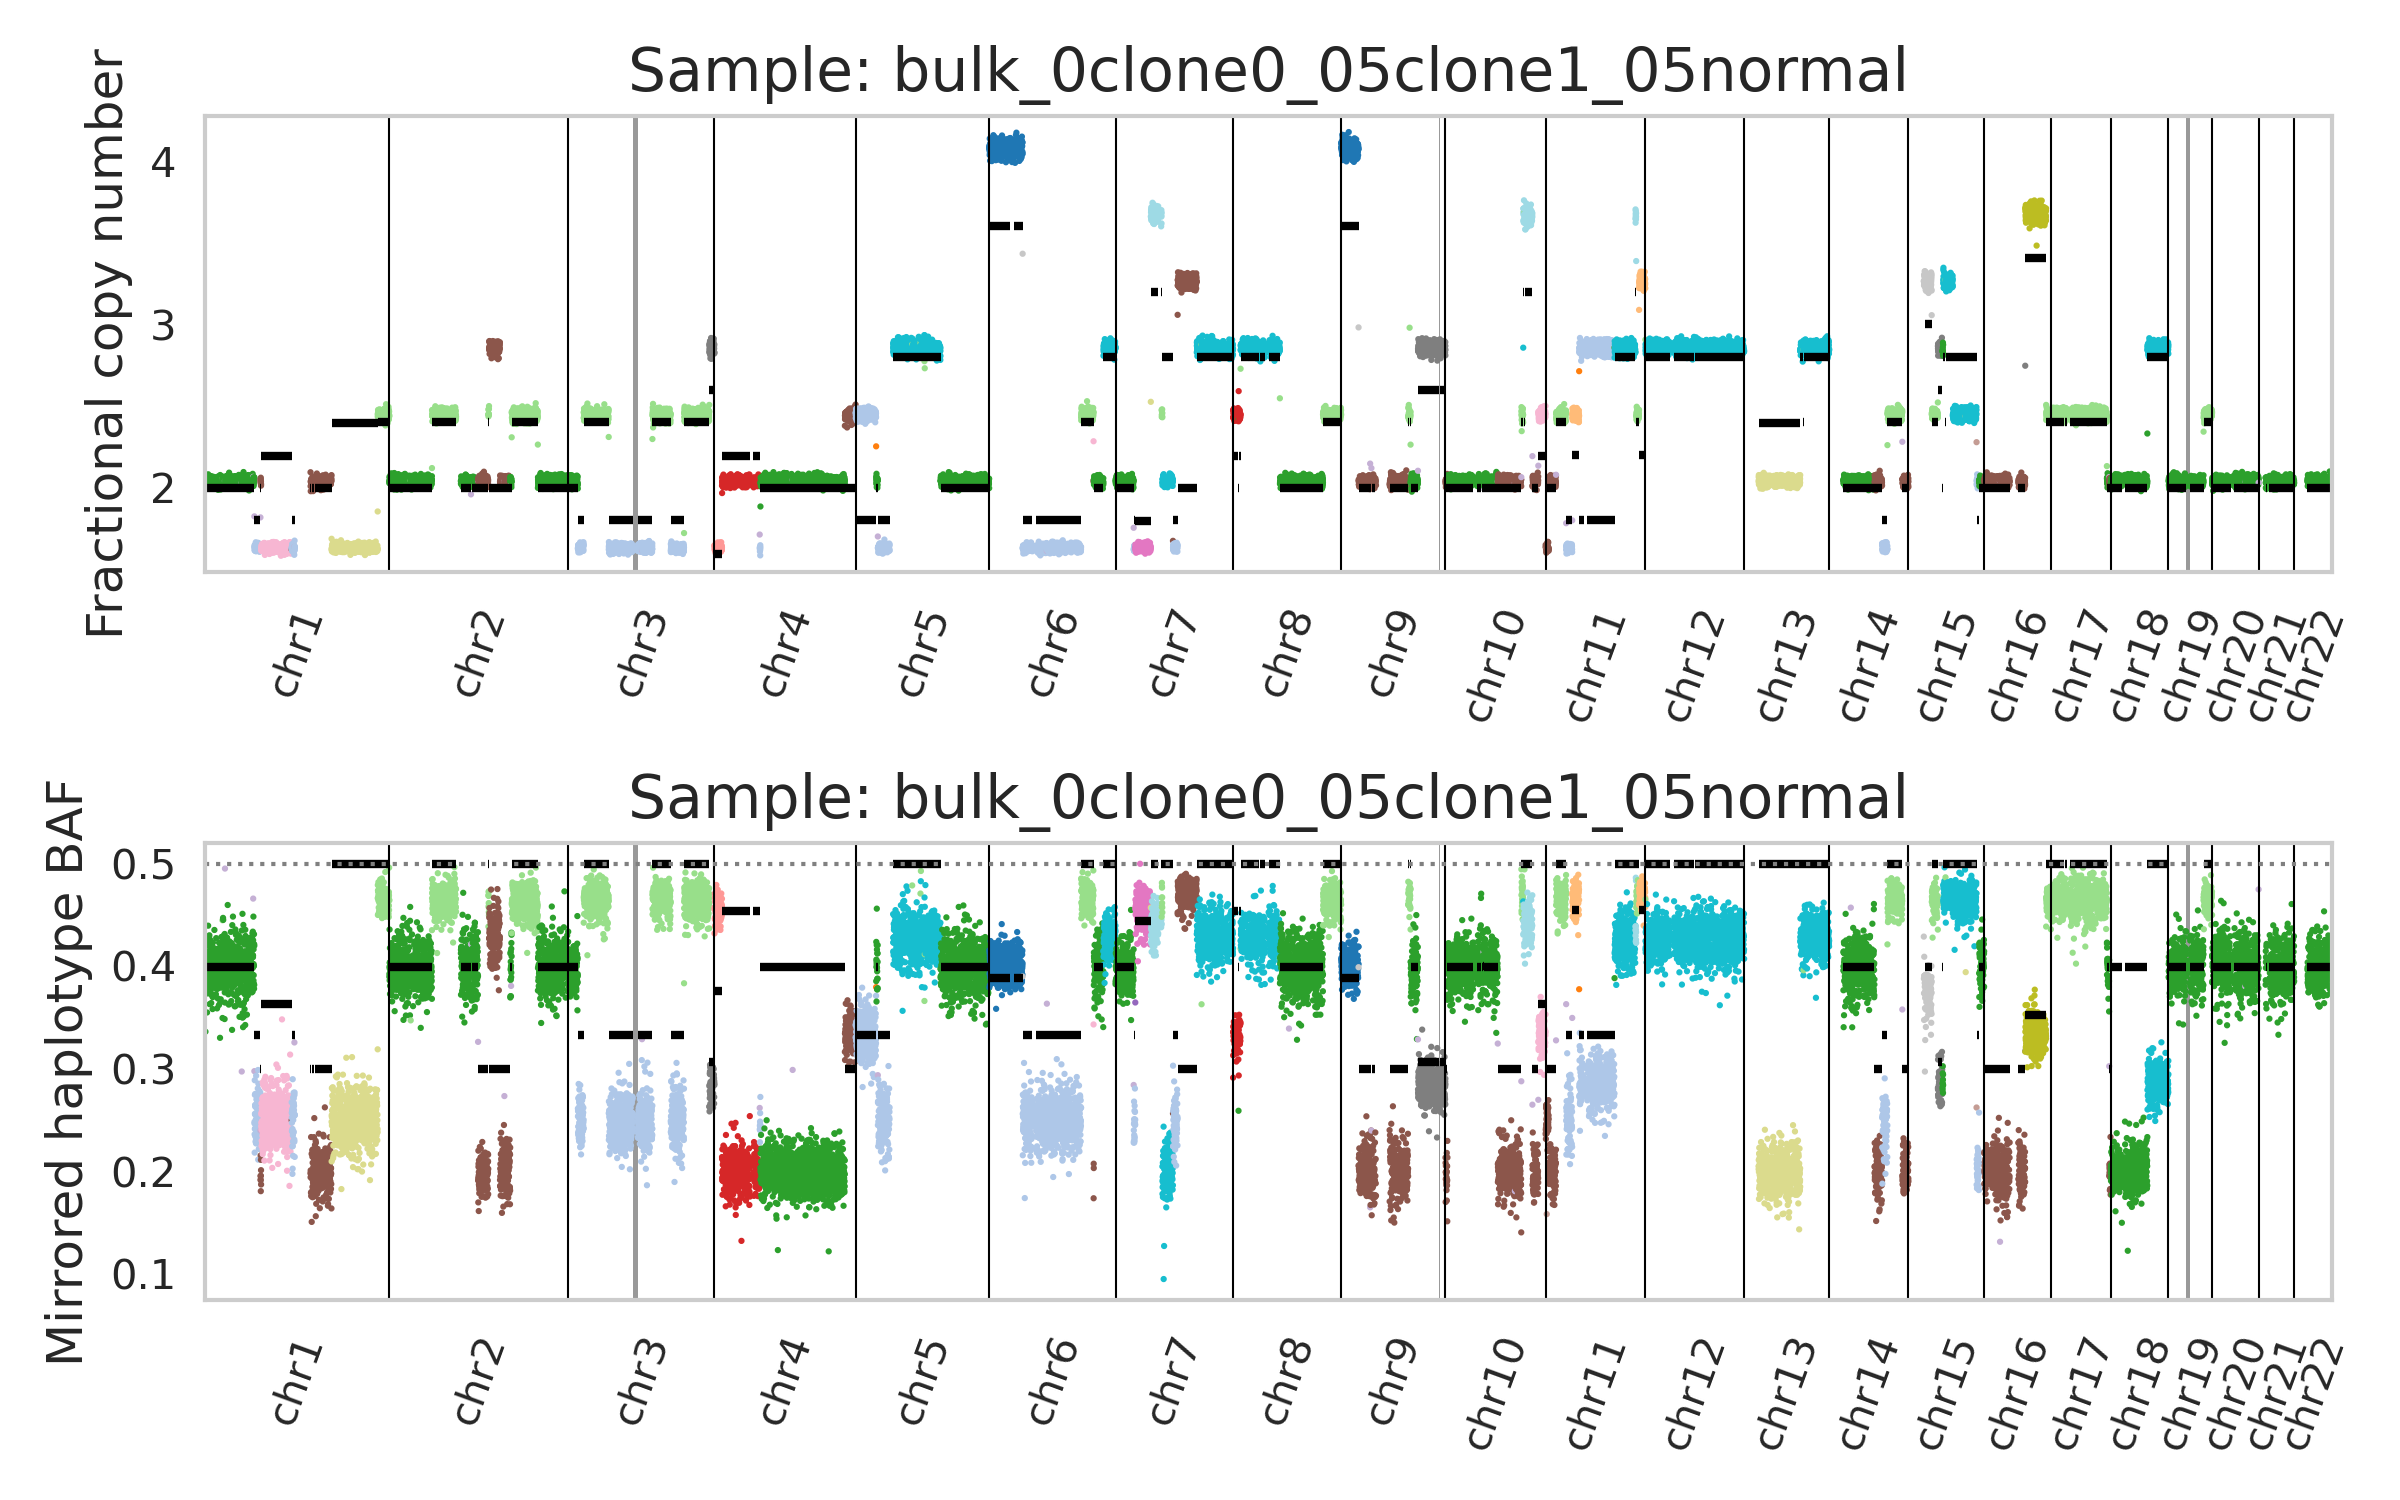 Sample: bulk_0clone0_05clone1_05normal
Fractional copy number
4
3
2
chr1 chr2 chr3 chr4 chr5 chr6 chr7 chr8 chr9 chr10 chr11 chr12 chr13 chr14 chr15 chr16 chr17 chr18 chr19 chr20 chr21 chr22
Sample: bulk_0clone0_05clone1_05normal
Mirrored haplotype BAF
0.5
0.4
0.3
0.2
0.1
chr1 chr2 chr3 chr4 chr5 chr6 chr7 chr8 chr9 chr10 chr11 chr12 chr13 chr14 chr15 chr16 chr17 chr18 chr19 chr20 chr21 chr22